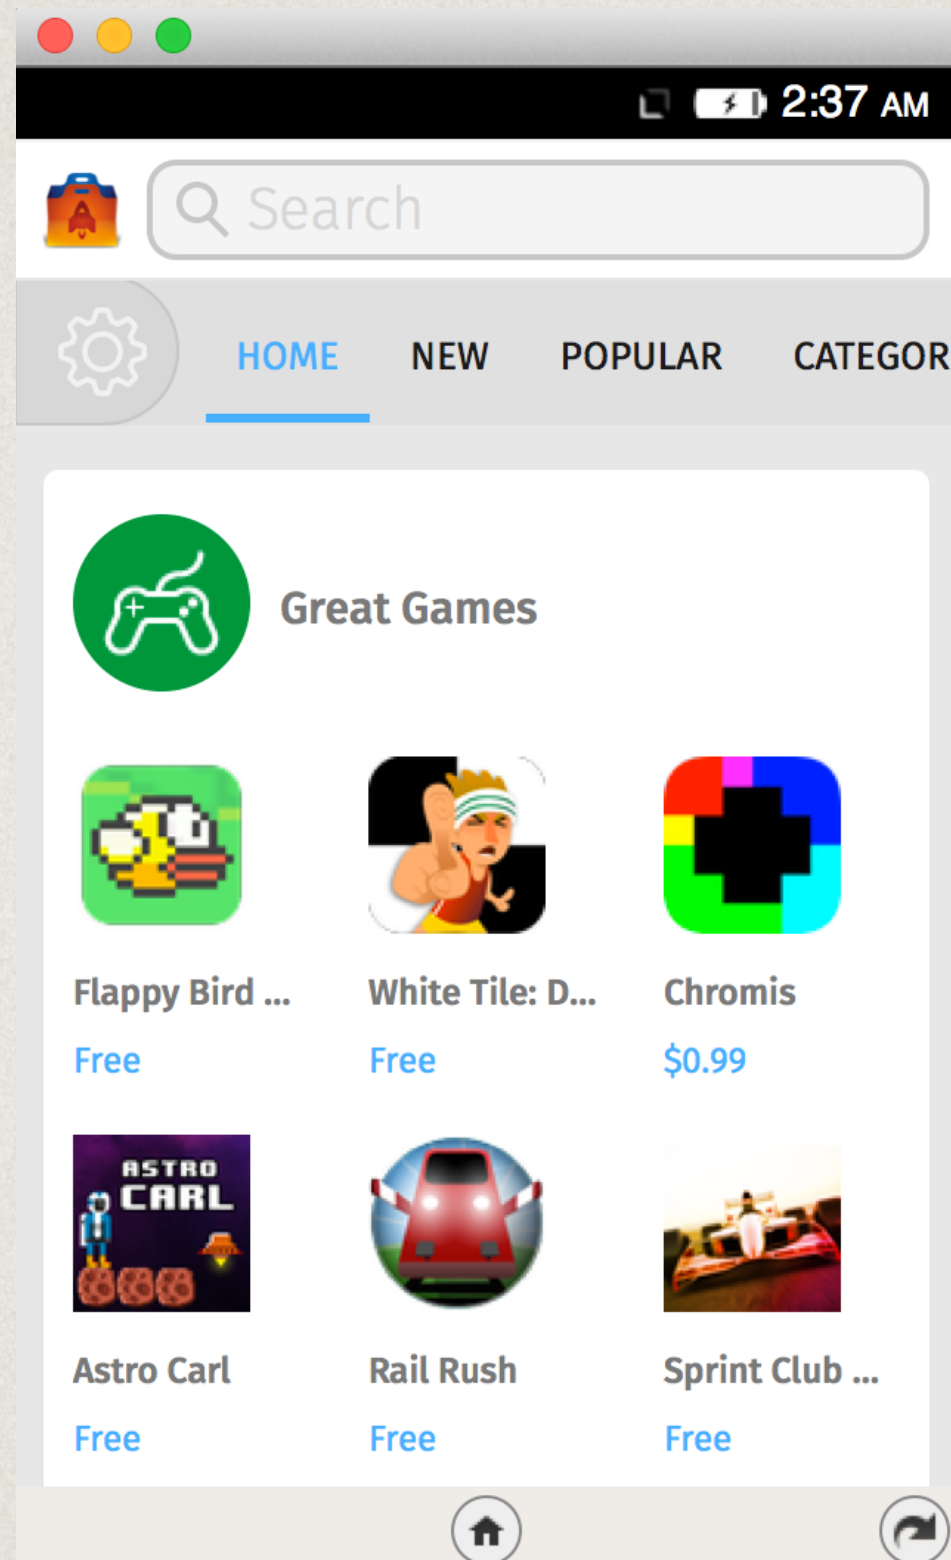 2:37 AM
Search
HOME NEW POPULAR CATEGOR
Great Games
Flappy Bird ... White Tile: D... Chromis
Free Free $0.99
ASTRO
CARL
Astro Carl Rail Rush Sprint Club ...
Free Free Free